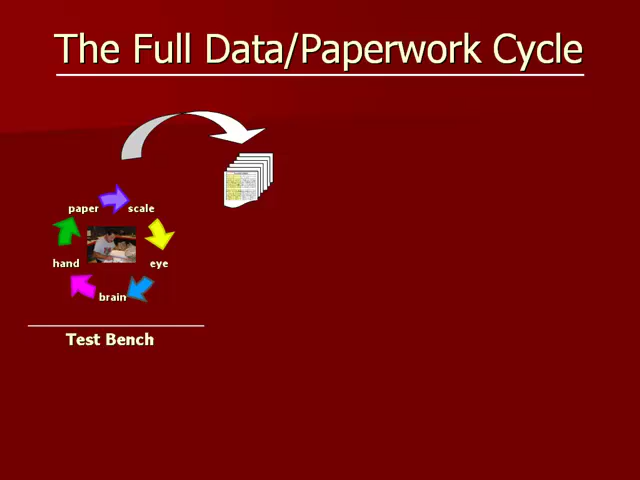 The Full Data/Paperwork Cycle
paper scale
hand eye
brain
Test Bench